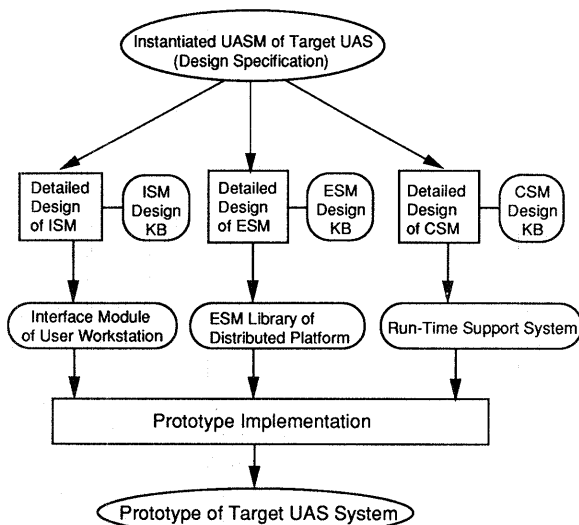 Instantiated UASM of Target UAS
(Design Specification)
Detailed
Design
of ISM
ISM
Design
KB
Detailed
Design
of ESM
ESM
Design
KB
Detailed
Design
of CSM
CSM
Design
KB
Interface Module
of User Workstation
ESM Library of
Distributed Platform
Run-Time Support System
Prototype Implementation
Prototype of Target UAS System